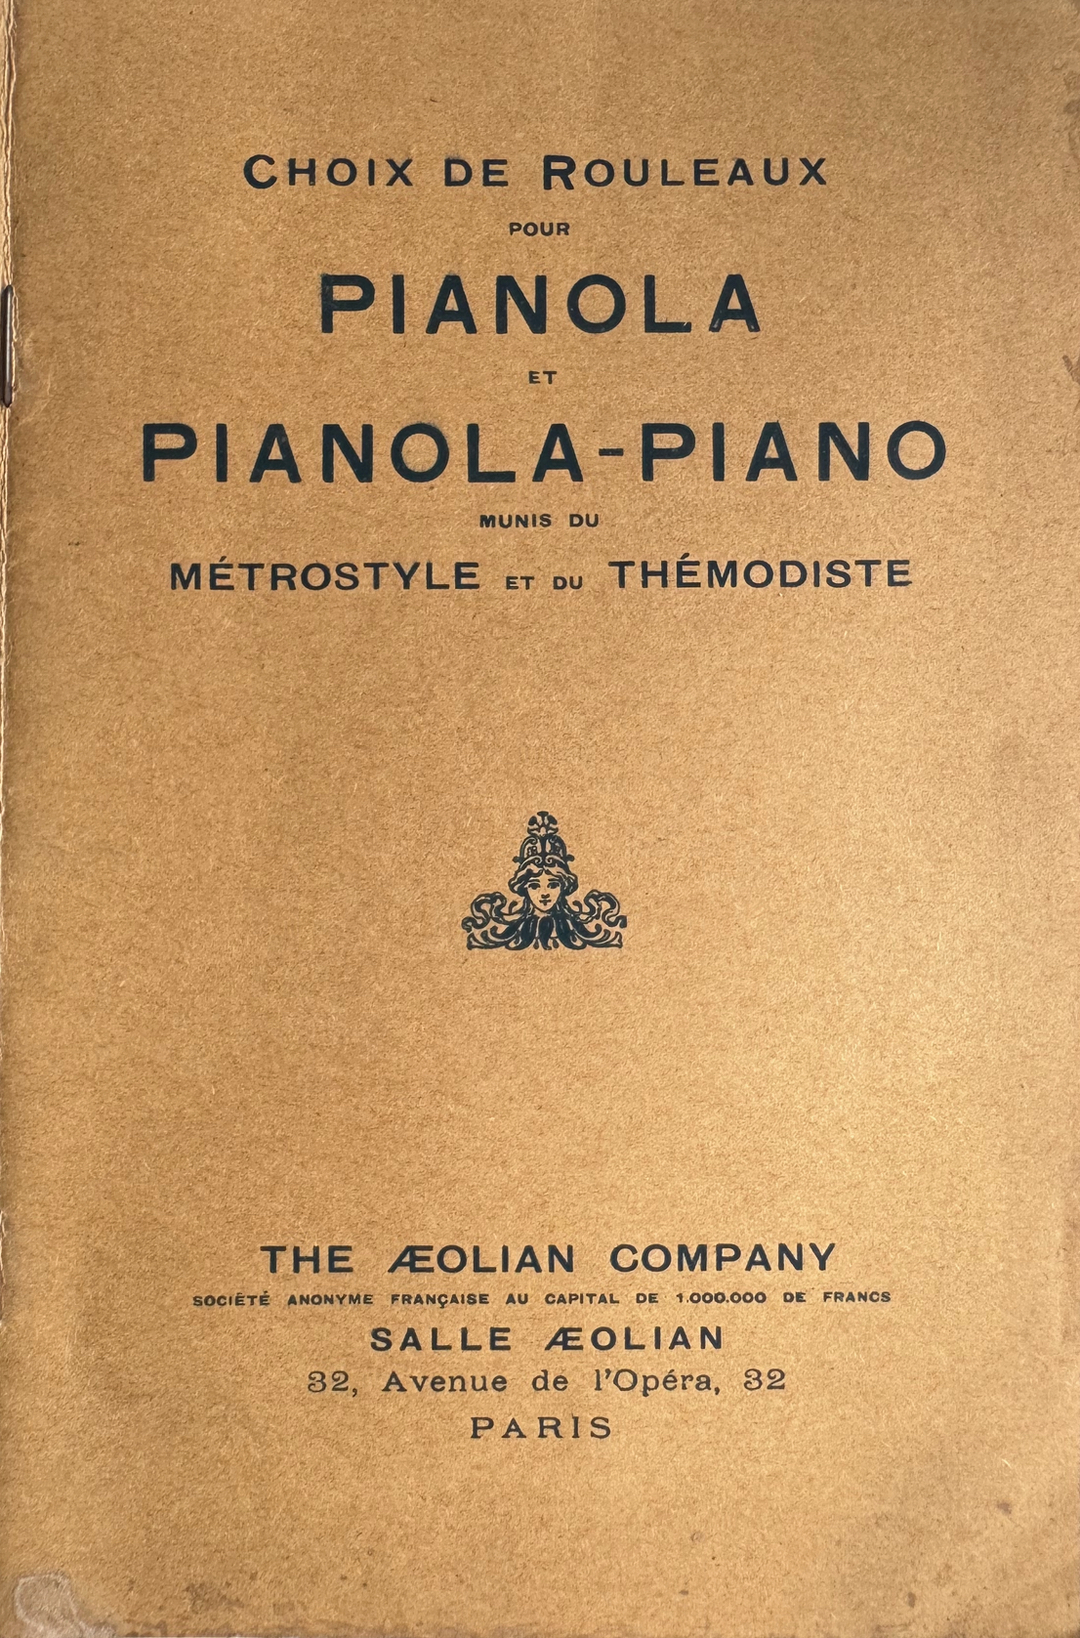 CHOIX DE ROULEAUX
POUR
PIANOLA
ET
PIANOLA-PIANO
MUNIS DU
MÉTROSTYLE ET DU THÉMODISTE
THE ÆOLIAN COMPANY
SOCIÉTÉ ANONYME FRANÇAISE AU CAPITAL DE 1.000.000 DE FRANCS
SALLE ÆOLIAN
32, Avenue de l'Opéra, 32
PARIS